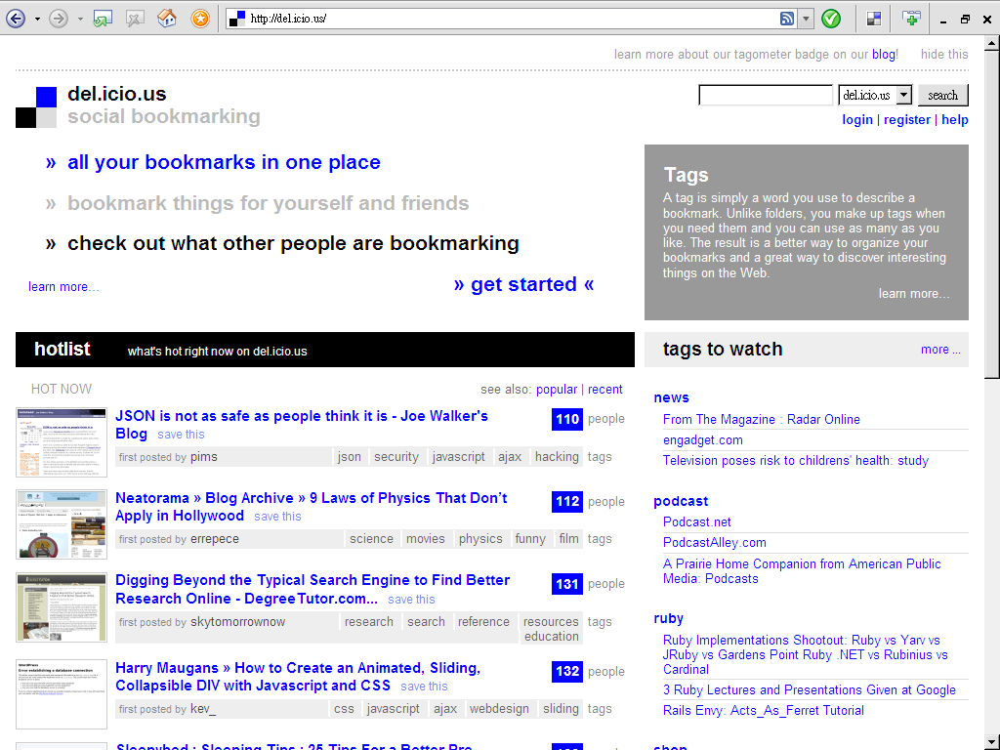 http://del.icio.us/
learn more about our tagometer badge on our blog! hide this
del.icio.us
social bookmarking
del.icio.us search
login | register | help
» all your bookmarks in one place
» bookmark things for yourself and friends
» check out what other people are bookmarking
learn more...
» get started «
Tags
A tag is simply a word you use to describe a
bookmark. Unlike folders, you make up tags when
you need them and you can use as many as you
like. The result is a better way to organize your
bookmarks and a great way to discover interesting
things on the Web.
learn more...
hotlist what's hot right now on del.icio.us
HOT NOW see also: popular | recent
JSON is not as safe as people think it is - Joe Walker's
Blog save this
110 people
first posted by pims json security javascript ajax hacking tags
Neatorama » Blog Archive » 9 Laws of Physics That Don't
Apply in Hollywood save this
112 people
first posted by errepece science movies physics funny film tags
Digging Beyond the Typical Search Engine to Find Better
Research Online - DegreeTutor.com... save this
131 people
first posted by skytomorrownow research search reference resources tags
education
Harry Maugans » How to Create an Animated, Sliding,
Collapsible DIV with Javascript and CSS save this
132 people
first posted by kev_ css javascript ajax webdesign sliding tags
tags to watch more ...
news
From The Magazine : Radar Online
engadget.com
Television poses risk to childrens' health: study
podcast
Podcast.net
PodcastAlley.com
A Prairie Home Companion from American Public
Media: Podcasts
ruby
Ruby Implementations Shootout: Ruby vs Yarv vs
JRuby vs Gardens Point Ruby .NET vs Rubinius vs
Cardinal
3 Ruby Lectures and Presentations Given at Google
Rails Envy: Acts_As_Ferret Tutorial